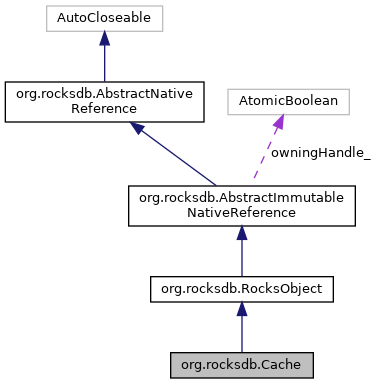 AutoCloseable
org.rocksdb.AbstractNative
Reference
AtomicBoolean
owningHandle_
org.rocksdb.AbstractImmutable
NativeReference
org.rocksdb.RocksObject
org.rocksdb.Cache